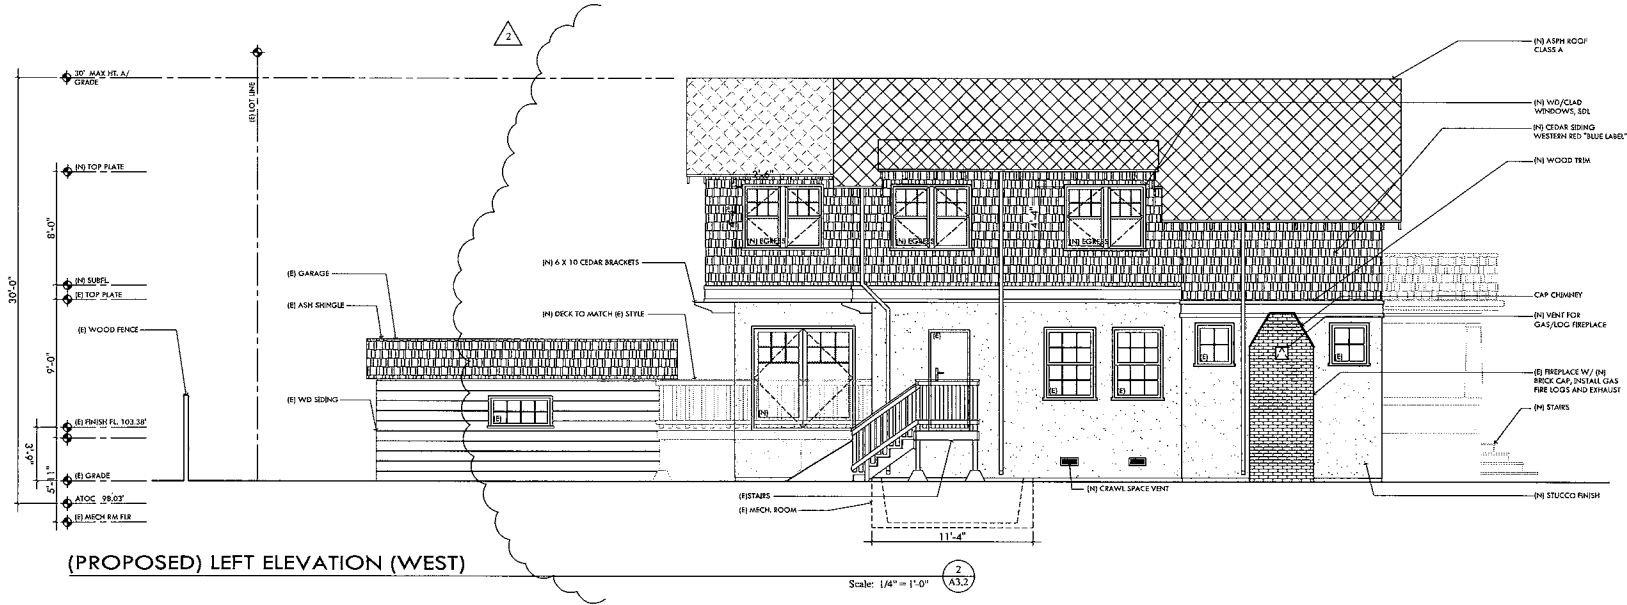 2
30' MAX HT. A/
GRADE
(E) LOT LINE
(N) TOP PLATE
8'-0"
30'-0"
(N) SUBFL
(E) TOP PLATE
9'-0"
(E) WOOD FENCE
(E) FINISH FL. 103.38'
3'-9"
(E) GRADE
5'-11"
ATOC 98.03'
(E) MECH RM FLR
(E) GARAGE
(E) ASH SHINGLE
(E) WD SIDING
(E)
(N) 6 X 10 CEDAR BRACKETS
(N) DECK TO MATCH (E) STYLE
2'-6"
4'-4"
(N) EGRESS
(N) EGRESS
(N) EGRESS
(N)
(E)
(E)
(E)
(E)
(E)
(E)STAIRS
(E) MECH. ROOM
(N) CRAWL SPACE VENT
11'-4"
(N) ASPH ROOF
CLASS A
(N) WD/CLAD
WINDOWS, SDL
(N) CEDAR SIDING
WESTERN RED "BLUE LABEL"
(N) WOOD TRIM
CAP CHIMNEY
(N) VENT FOR
GAS/LOG FIREPLACE
(E) FIREPLACE W/ (N)
BRICK CAP, INSTALL GAS
FIRE LOGS AND EXHAUST
(N) STAIRS
(N) STUCCO FINISH
(PROPOSED) LEFT ELEVATION (WEST)
Scale: 1/4" = 1'-0"
2
A3.2